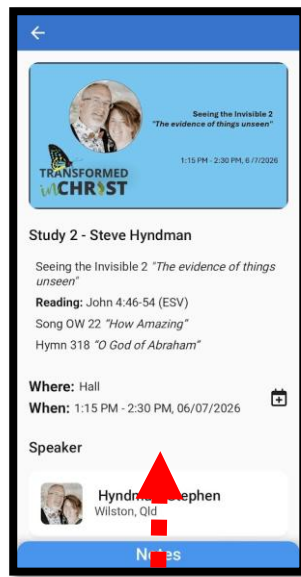 Seeing the Invisible 2
"The evidence of things unseen"
1:15 PM - 2:30 PM, 6 /7/2026
TRANSFORMED
inCHRIST
Study 2 - Steve Hyndman
Seeing the Invisible 2 "The evidence of things
unseen"
Reading: John 4:46-54 (ESV)
Song OW 22 "How Amazing"
Hymn 318 "O God of Abraham"
Where: Hall
When: 1:15 PM - 2:30 PM, 06/07/2026
Speaker
Wilston, Qld